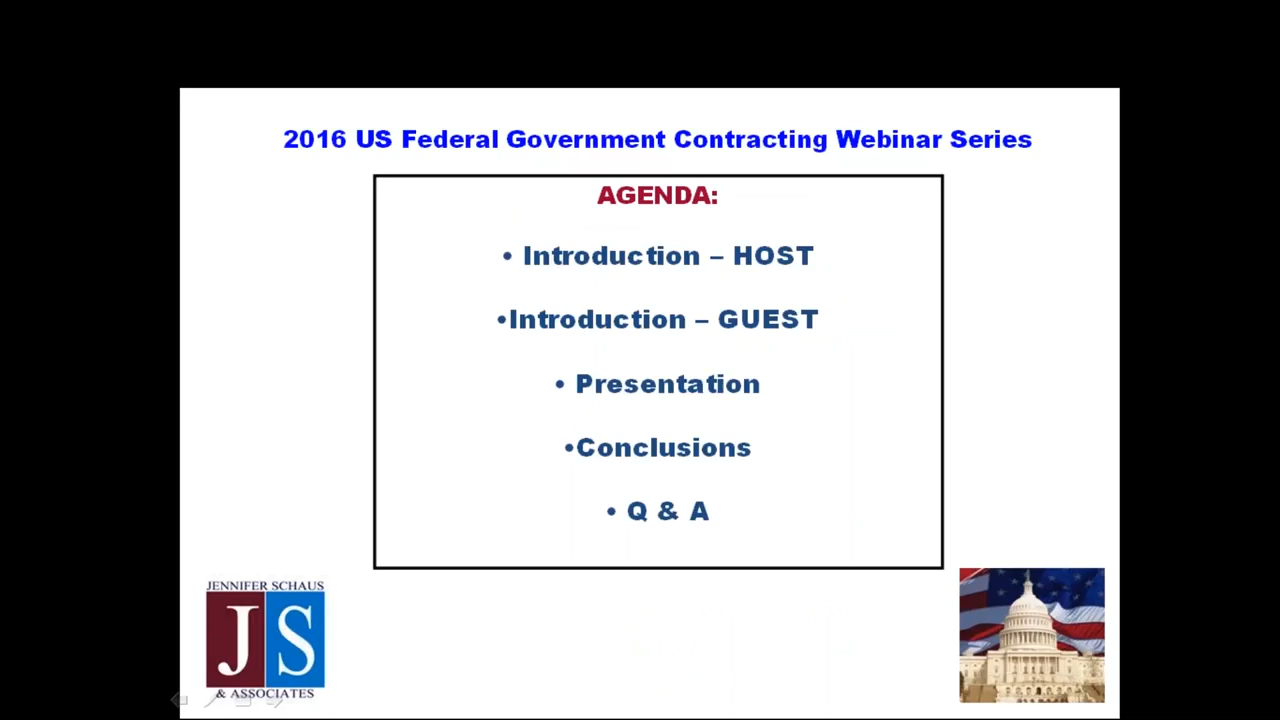 2016 US Federal Government Contracting Webinar Series
AGENDA:
• Introduction – HOST
•Introduction – GUEST
• Presentation
•Conclusions
• Q & A
JENNIFER SCHAUS
JS
& ASSOCIATES